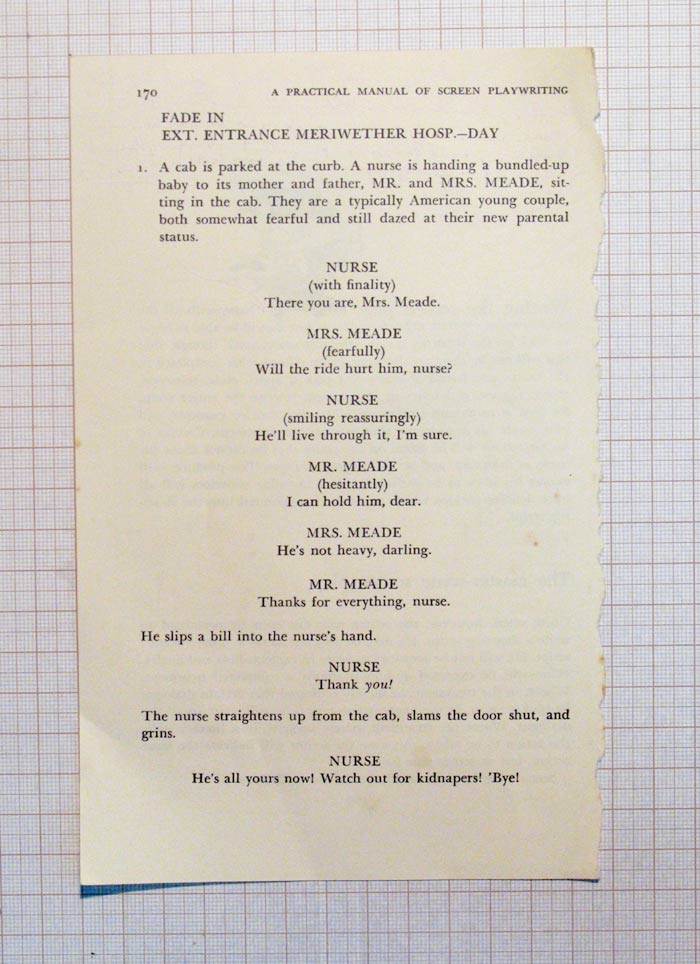 170 A PRACTICAL MANUAL OF SCREEN PLAYWRITING
FADE IN
EXT. ENTRANCE MERIWETHER HOSP.—DAY
1. A cab is parked at the curb. A nurse is handing a bundled-up
baby to its mother and father, MR. and MRS. MEADE, sit-
ting in the cab. They are a typically American young couple,
both somewhat fearful and still dazed at their new parental
status.
NURSE
(with finality)
There you are, Mrs. Meade.
MRS. MEADE
(fearfully)
Will the ride hurt him, nurse?
NURSE
(smiling reassuringly)
He'll live through it, I'm sure.
MR. MEADE
(hesitantly)
I can hold him, dear.
MRS. MEADE
He's not heavy, darling.
MR. MEADE
Thanks for everything, nurse.
He slips a bill into the nurse's hand.
NURSE
Thank you!
The nurse straightens up from the cab, slams the door shut, and
grins.
NURSE
He's all yours now! Watch out for kidnapers! 'Bye!